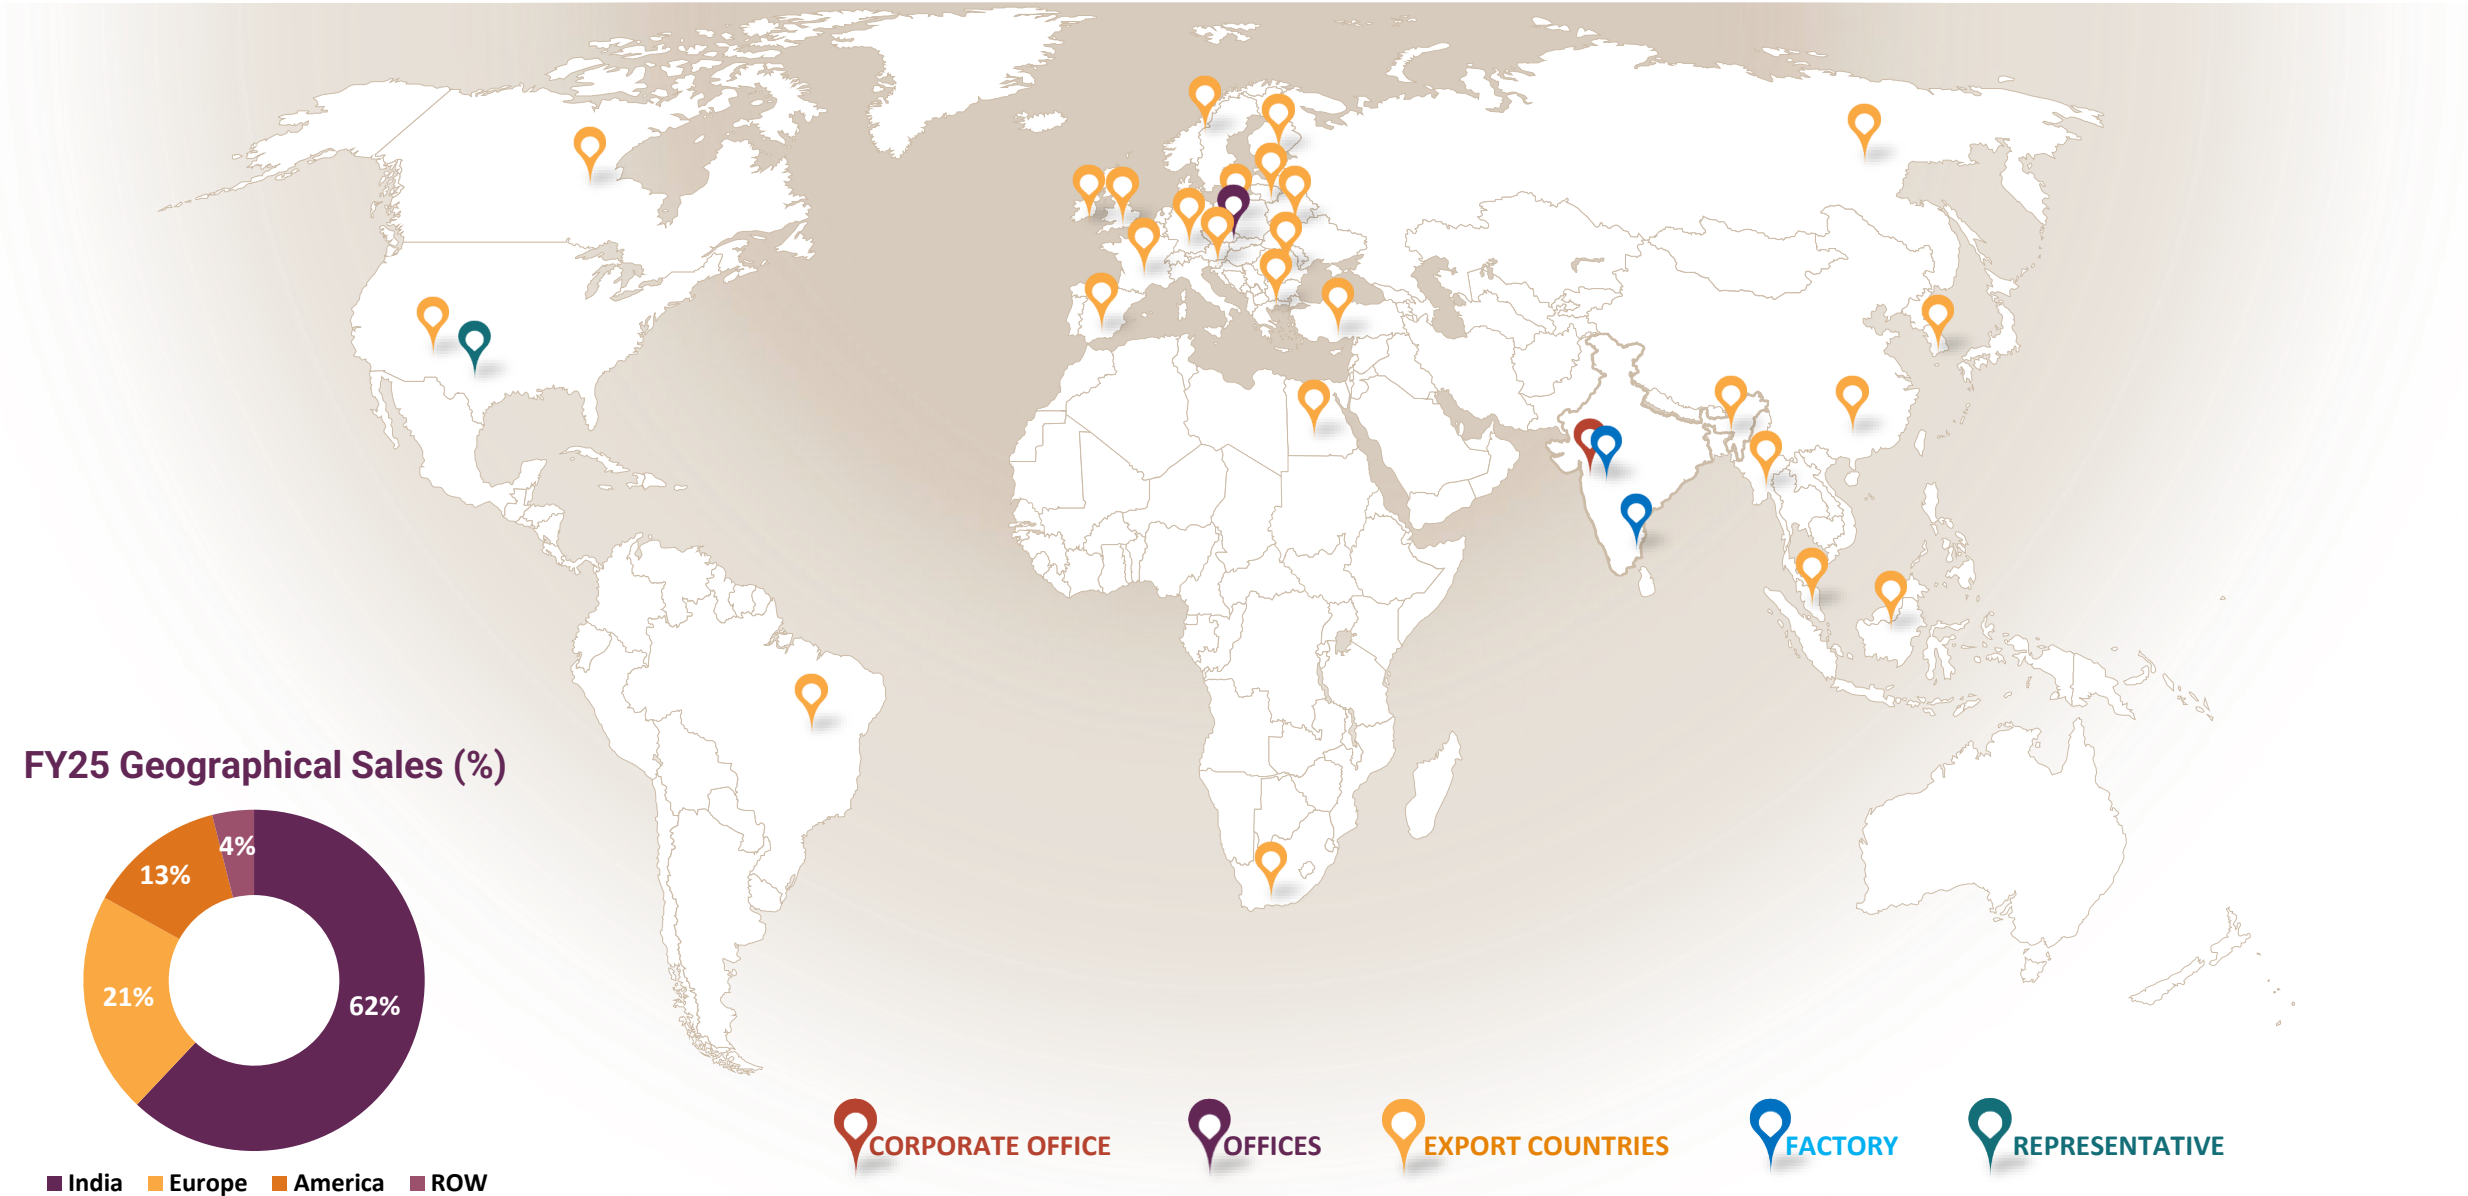 FY25 Geographical Sales (%)
4%
13%
21%
62%
India Europe America ROW
CORPORATE OFFICE OFFICES EXPORT COUNTRIES FACTORY REPRESENTATIVE